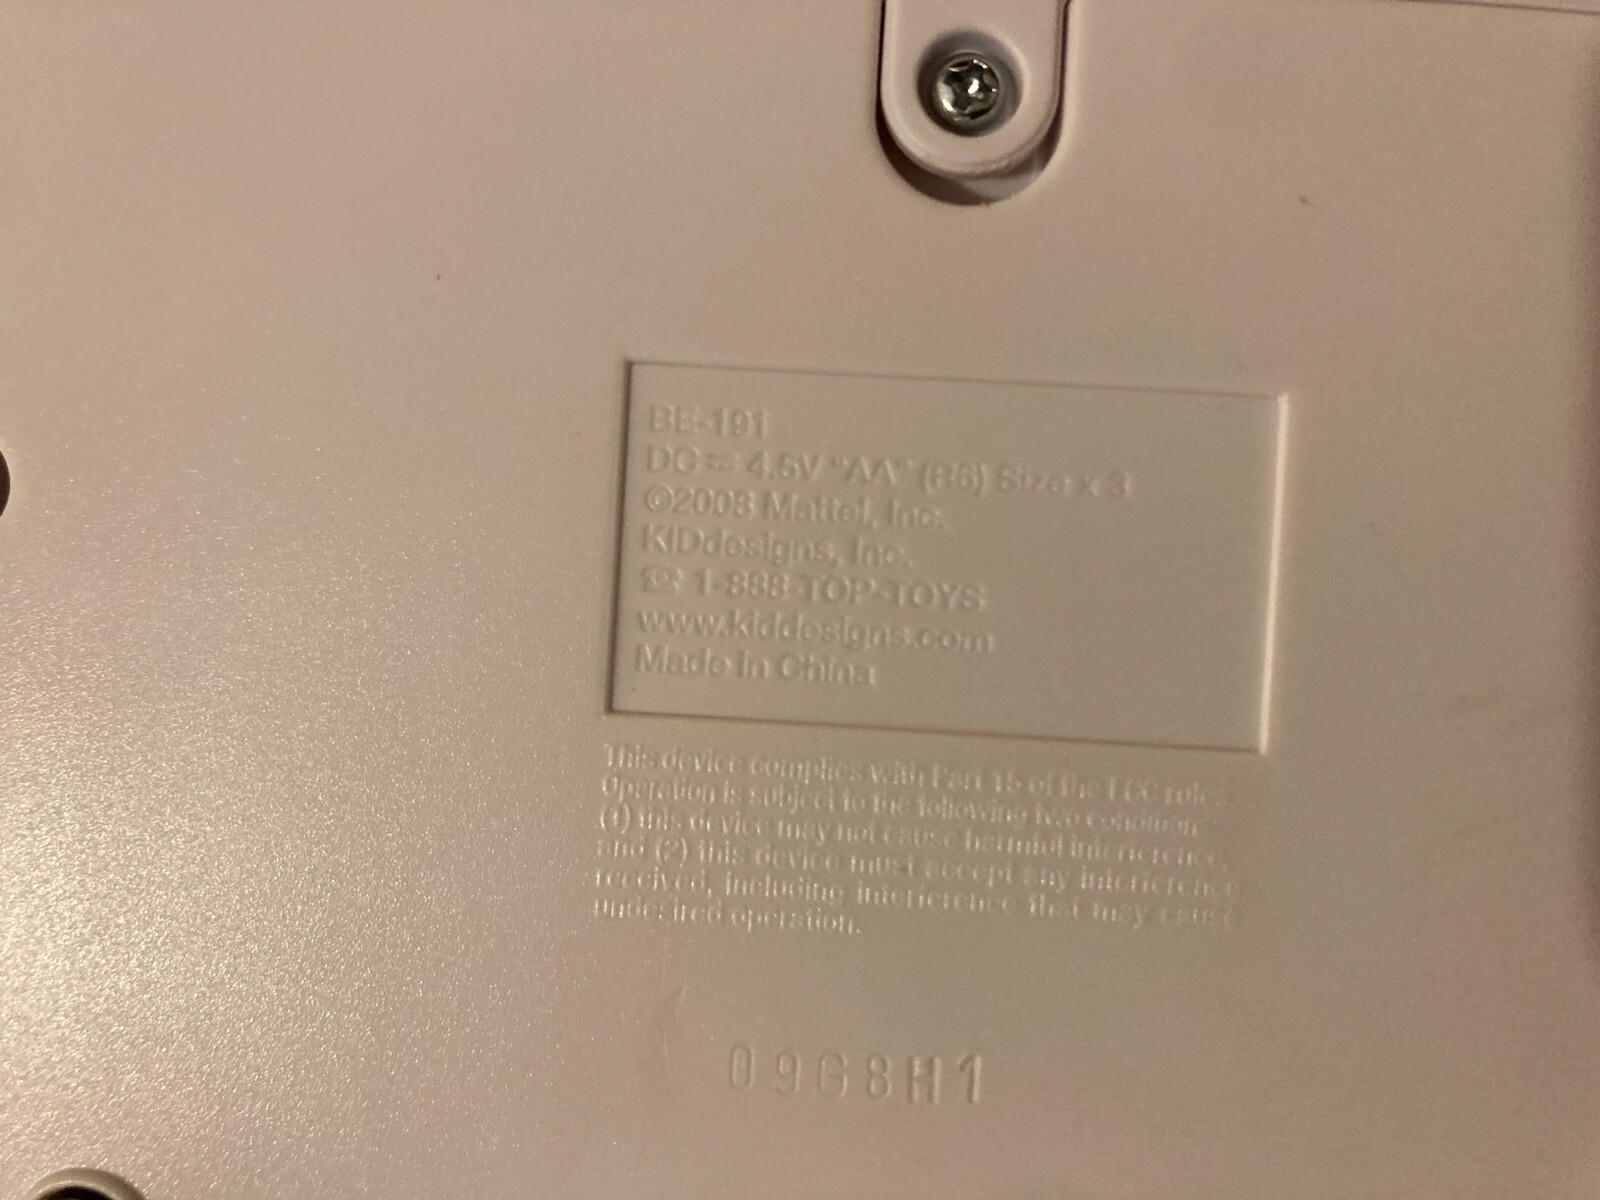 BE-191
DC ⎓ 4.5V "AA" (R6) Size x 3
©2008 Mattel, Inc.
KIDdesigns, Inc.
☎ 1-888-TOP-TOYS
www.kiddesigns.com
Made in China
This device complies with Part 15 of the FCC rules.
Operation is subject to the following two conditions:
(1) this device may not cause harmful interference,
and (2) this device must accept any interference
received, including interference that may cause
undesired operation.
09G8H1